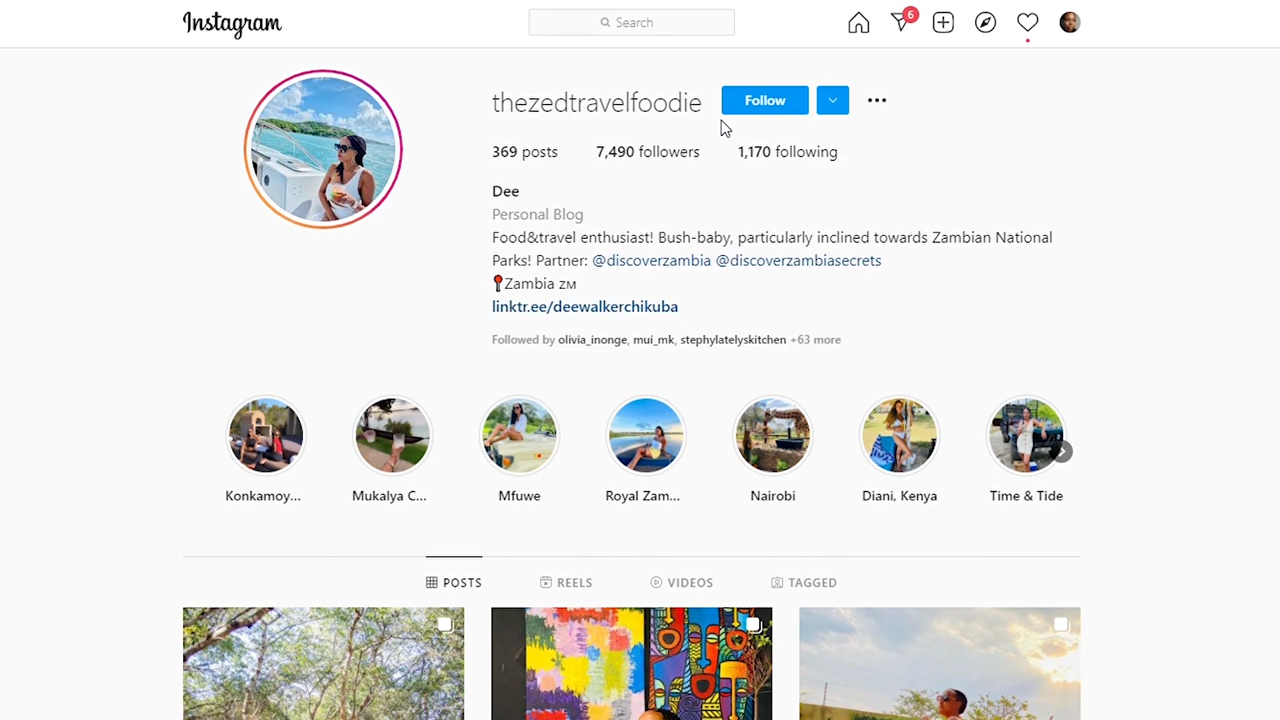 Instagram
Search
6
thezedtravelfoodie
Follow
369 posts 7,490 followers 1,170 following
Dee
Personal Blog
Food&travel enthusiast! Bush-baby, particularly inclined towards Zambian National
Parks! Partner: @discoverzambia @discoverzambiasecrets
📍Zambia ZM
linktr.ee/deewalkerchikuba
Followed by olivia_inonge, mui_mk, stephylatelyskitchen +63 more
Konkamoy... Mukalya C... Mfuwe Royal Zam... Nairobi Diani, Kenya Time & Tide
POSTS REELS VIDEOS TAGGED